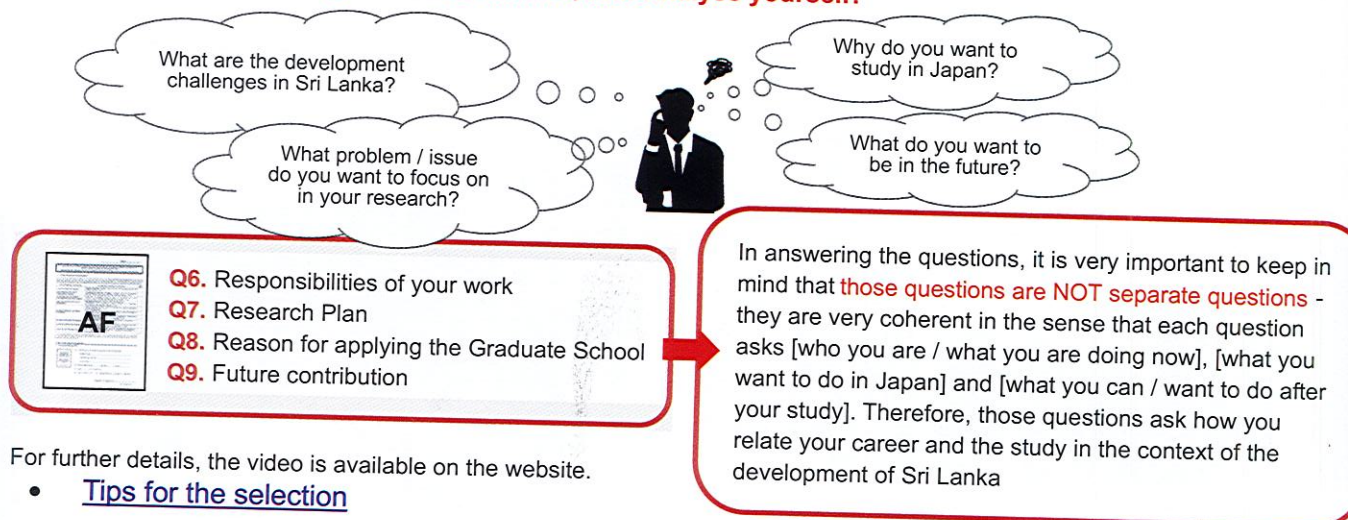 yourself?
What are the development
challenges in Sri Lanka?
Why do you want to
study in Japan?
What problem / issue
do you want to focus on
in your research?
What do you want to
be in the future?
AF
Q6. Responsibilities of your work
Q7. Research Plan
Q8. Reason for applying the Graduate School
Q9. Future contribution
In answering the questions, it is very important to keep in
mind that those questions are NOT separate questions -
they are very coherent in the sense that each question
asks [who you are / what you are doing now], [what you
want to do in Japan] and [what you can / want to do after
your study]. Therefore, those questions ask how you
relate your career and the study in the context of the
development of Sri Lanka
For further details, the video is available on the website.
• Tips for the selection